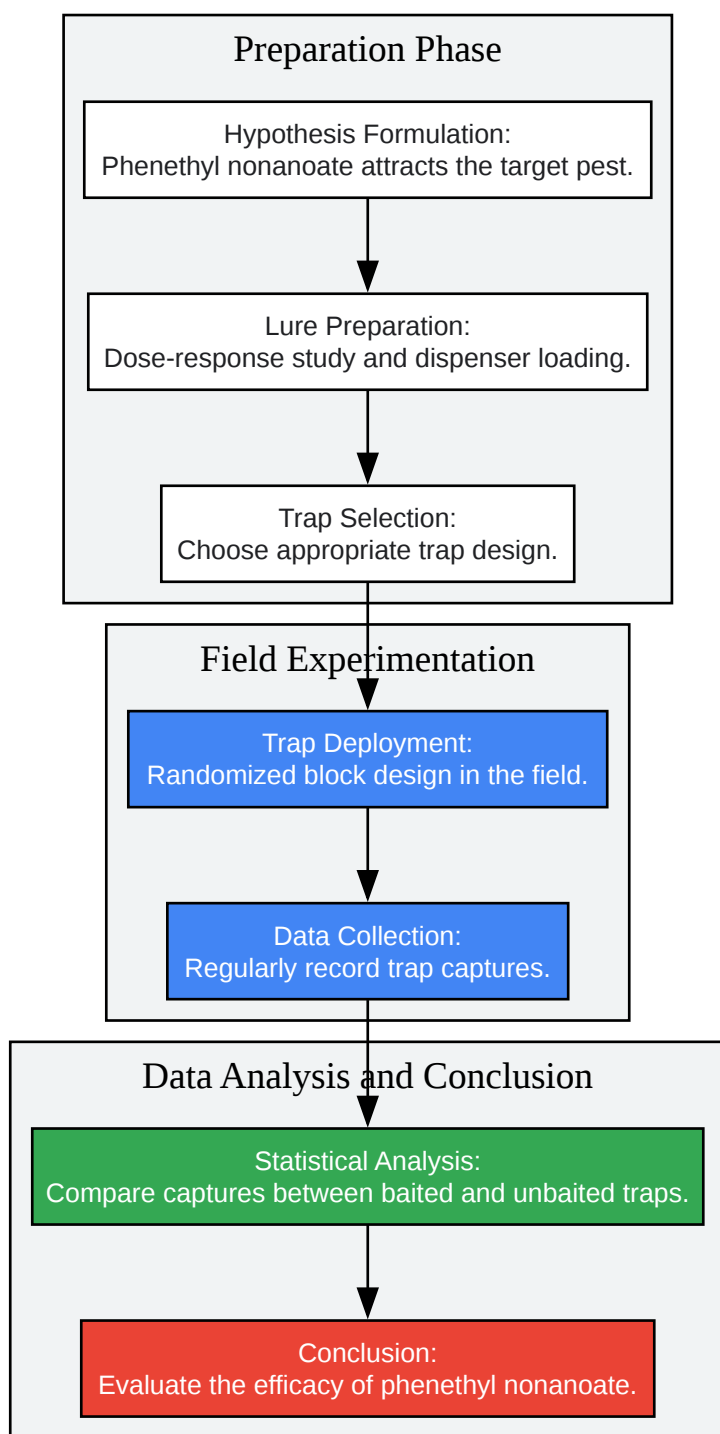 Preparation Phase
Hypothesis Formulation:
Phenethyl nonanoate attracts the target pest.
Lure Preparation:
Dose-response study and dispenser loading.
Trap Selection:
Choose appropriate trap design.
Field Experimentation
Trap Deployment:
Randomized block design in the field.
Data Collection:
Regularly record trap captures.
Data Analysis and Conclusion
Statistical Analysis:
Compare captures between baited and unbaited traps.
Conclusion:
Evaluate the efficacy of phenethyl nonanoate.